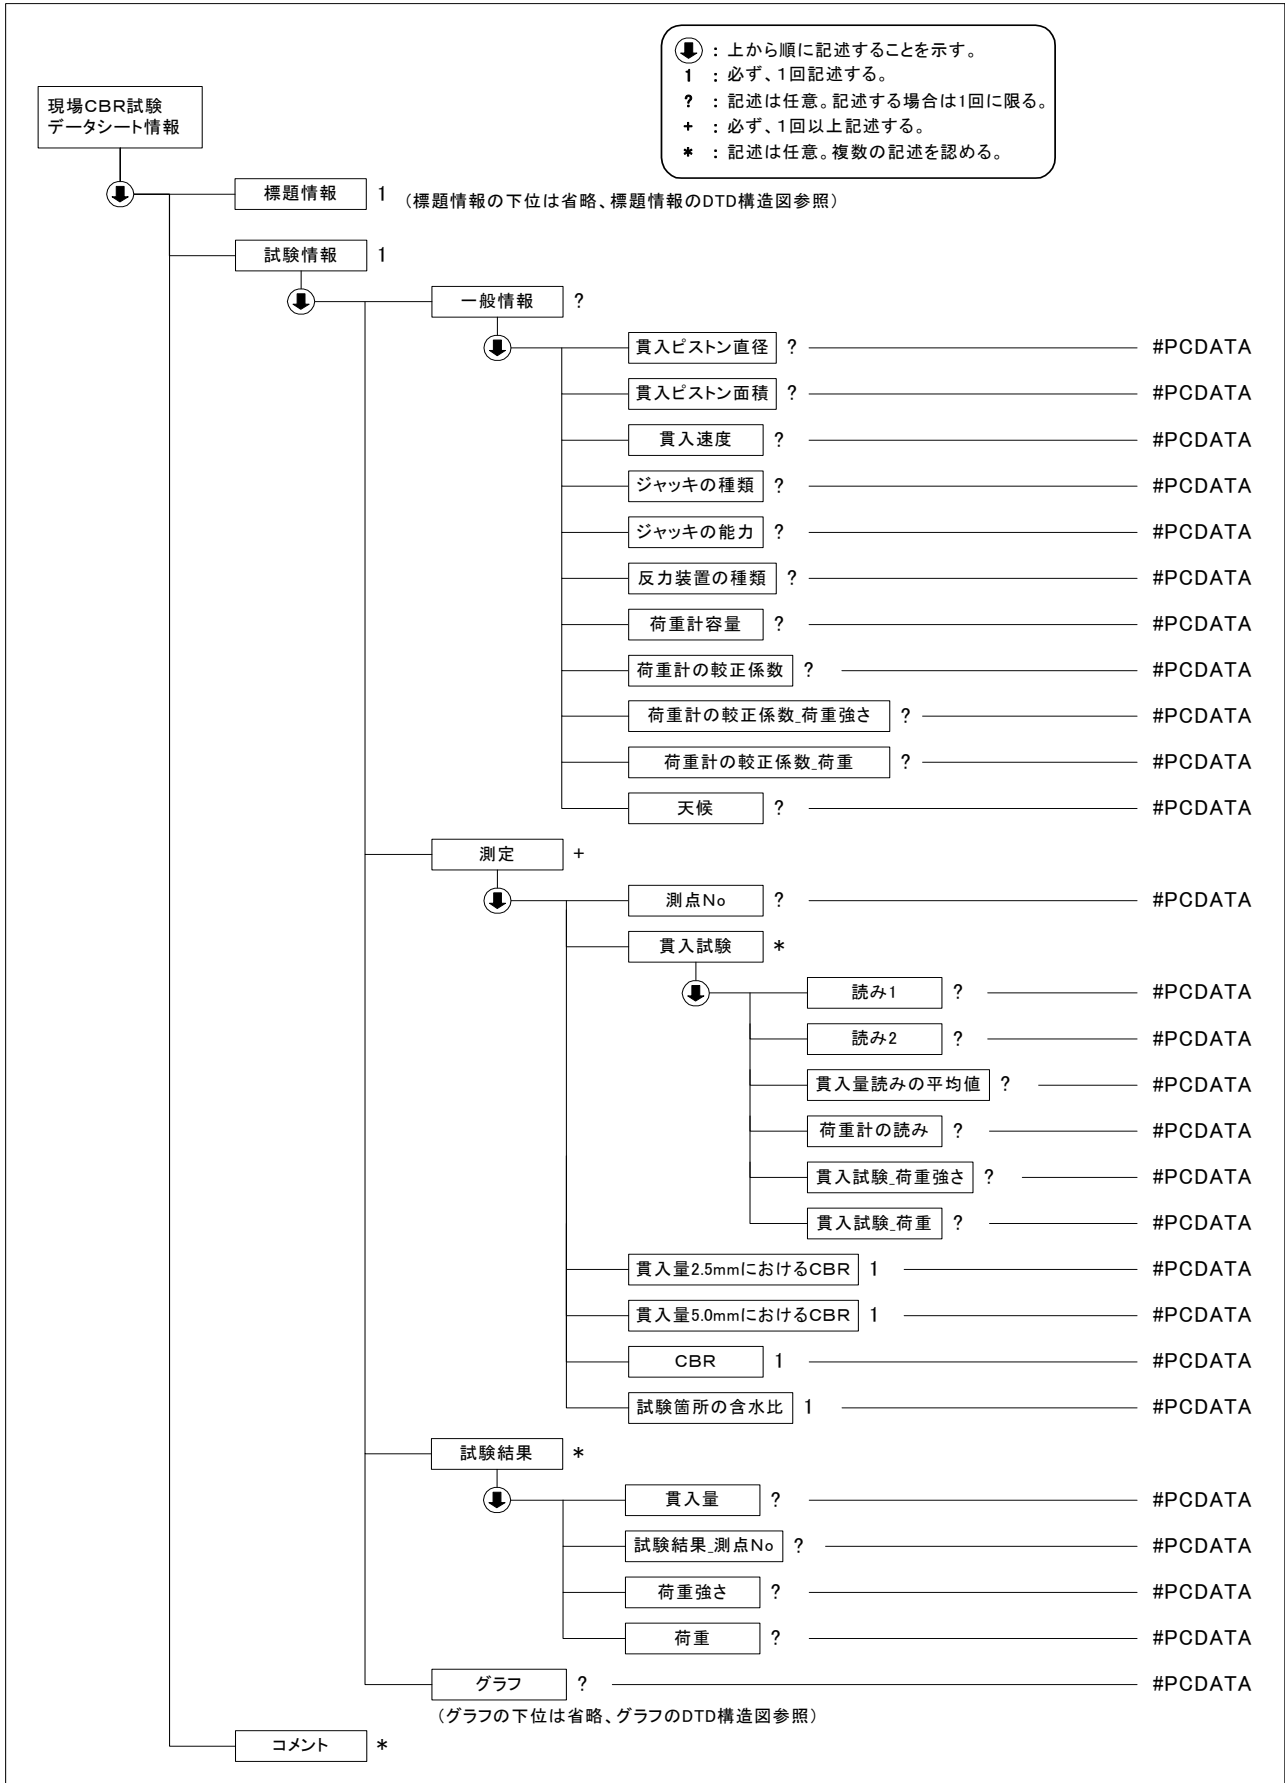 ⬇ : 上から順に記述することを示す。
1 : 必ず、1回記述する。
? : 記述は任意。記述する場合は1回に限る。
+ : 必ず、1回以上記述する。
* : 記述は任意。複数の記述を認める。
現場CBR試験
データシート情報
標題情報 1 (標題情報の下位は省略、標題情報のDTD構造図参照)
試験情報 1
一般情報 ?
貫入ピストン直径 ? #PCDATA
貫入ピストン面積 ? #PCDATA
貫入速度 ? #PCDATA
ジャッキの種類 ? #PCDATA
ジャッキの能力 ? #PCDATA
反力装置の種類 ? #PCDATA
荷重計容量 ? #PCDATA
荷重計の較正係数 ? #PCDATA
荷重計の較正係数_荷重強さ ? #PCDATA
荷重計の較正係数_荷重 ? #PCDATA
天候 ? #PCDATA
測定 +
測点No ? #PCDATA
貫入試験 *
読み1 ? #PCDATA
読み2 ? #PCDATA
貫入量読みの平均値 ? #PCDATA
荷重計の読み ? #PCDATA
貫入試験_荷重強さ ? #PCDATA
貫入試験_荷重 ? #PCDATA
貫入量2.5mmにおけるCBR 1 #PCDATA
貫入量5.0mmにおけるCBR 1 #PCDATA
CBR 1 #PCDATA
試験箇所の含水比 1 #PCDATA
試験結果 *
貫入量 ? #PCDATA
試験結果_測点No ? #PCDATA
荷重強さ ? #PCDATA
荷重 ? #PCDATA
グラフ ? #PCDATA
(グラフの下位は省略、グラフのDTD構造図参照)
コメント *